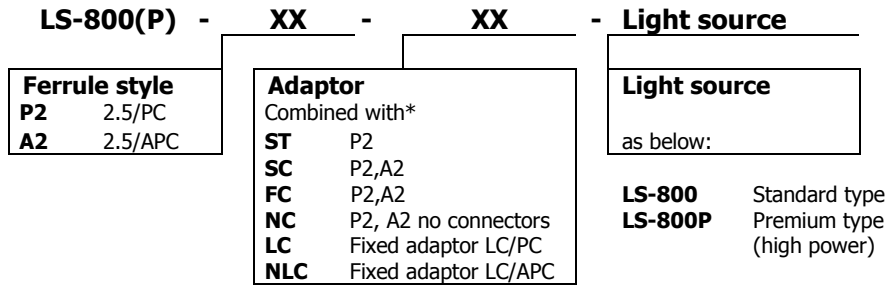 LS-800(P) - XX - XX - Light source
Ferrule style
P2 2.5/PC
A2 2.5/APC
Adaptor
Combined with*
ST P2
SC P2,A2
FC P2,A2
NC P2, A2 no connectors
LC Fixed adaptor LC/PC
NLC Fixed adaptor LC/APC
Light source
as below:
LS-800 Standard type
LS-800P Premium type
(high power)